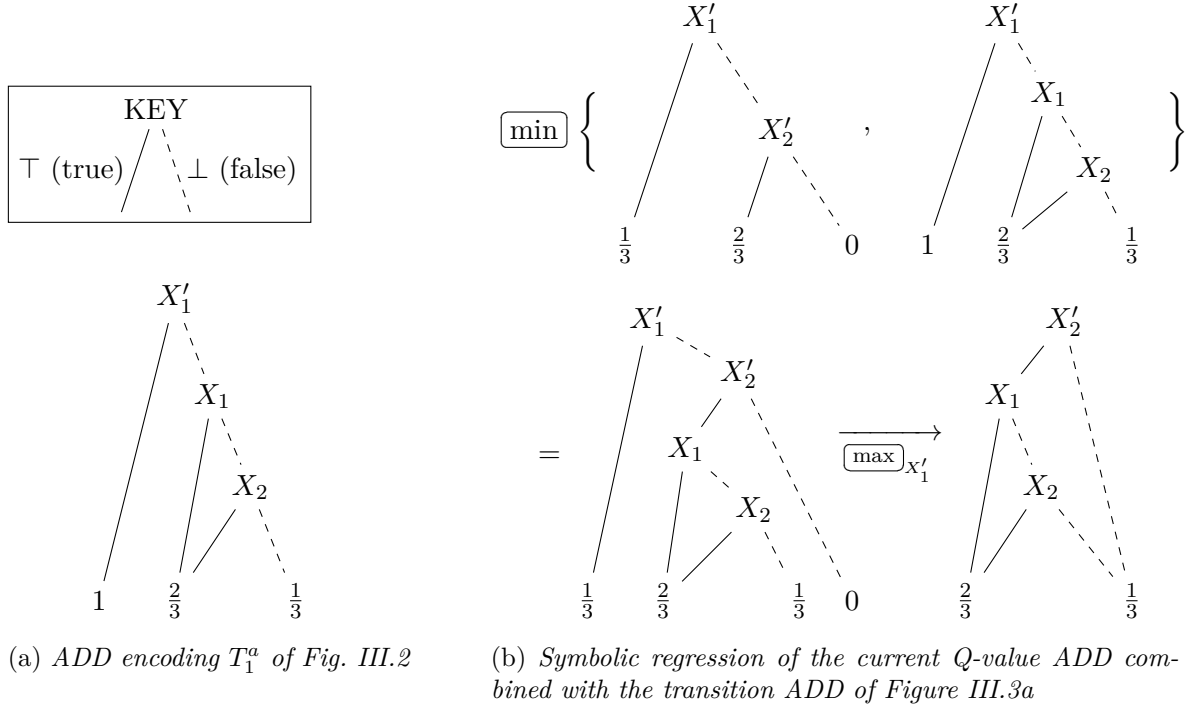 KEY
⊤ (true) ⊥ (false)
X′₁
X₁
X₂
1 2/3 1/3
(a) ADD encoding T₁ᵃ of Fig. III.2
X′₁ X′₁
X₁
min { X′₂ , }
X₂
1/3 2/3 0 1 2/3 1/3
X′₁ X′₂
X′₂
X₁
= X₁ → max X′₁
X₂ X₂
1/3 2/3 1/3 0 2/3 1/3
(b) Symbolic regression of the current Q-value ADD com-
bined with the transition ADD of Figure III.3a